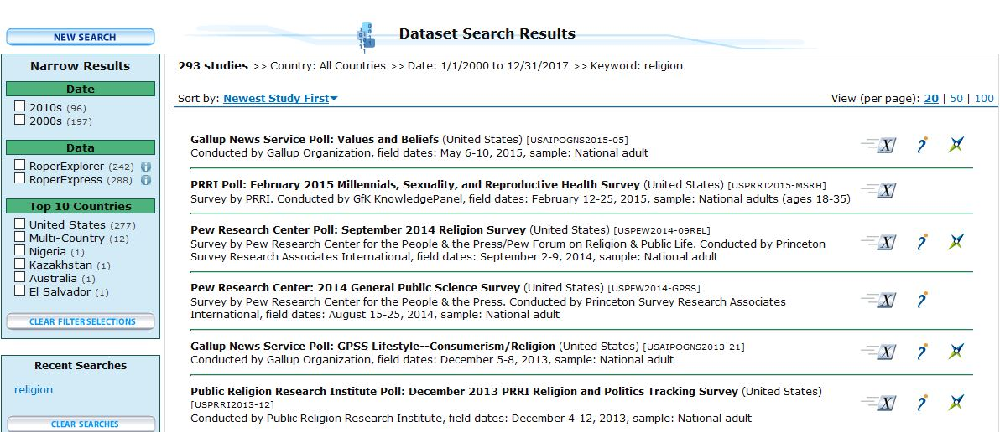 NEW SEARCH
Dataset Search Results
Narrow Results
Date
2010s (96)
2000s (197)
Data
RoperExplorer (242) i
RoperExpress (288) i
Top 10 Countries
United States (277)
Multi-Country (12)
Nigeria (1)
Kazakhstan (1)
Australia (1)
El Salvador (1)
CLEAR FILTER SELECTIONS
Recent Searches
religion
CLEAR SEARCHES
293 studies >> Country: All Countries >> Date: 1/1/2000 to 12/31/2017 >> Keyword: religion
Sort by: Newest Study First
View (per page): 20 | 50 | 100
Gallup News Service Poll: Values and Beliefs (United States) [USAIPOGNS2015-05]
Conducted by Gallup Organization, field dates: May 6-10, 2015, sample: National adult
X
PRRI Poll: February 2015 Millennials, Sexuality, and Reproductive Health Survey (United States) [USPRRI2015-MSRH]
Survey by PRRI. Conducted by GfK KnowledgePanel, field dates: February 12-25, 2015, sample: National adults (ages 18-35)
X
Pew Research Center Poll: September 2014 Religion Survey (United States) [USPEW2014-09REL]
Survey by Pew Research Center for the People & the Press/Pew Forum on Religion & Public Life. Conducted by Princeton
Survey Research Associates International, field dates: September 2-9, 2014, sample: National adult
X
Pew Research Center: 2014 General Public Science Survey (United States) [USPEW2014-GPSS]
Survey by Pew Research Center for the People & the Press. Conducted by Princeton Survey Research Associates
International, field dates: August 15-25, 2014, sample: National adult
X
Gallup News Service Poll: GPSS Lifestyle--Consumerism/Religion (United States) [USAIPOGNS2013-21]
Conducted by Gallup Organization, field dates: December 5-8, 2013, sample: National adult
X
Public Religion Research Institute Poll: December 2013 PRRI Religion and Politics Tracking Survey (United States)
[USPRRI2013-12]
Conducted by Public Religion Research Institute, field dates: December 4-12, 2013, sample: National adult
X